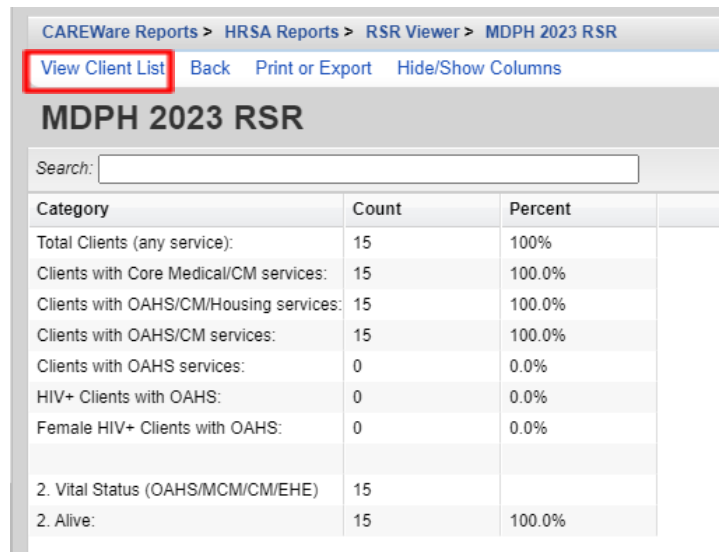 CAREWare Reports > HRSA Reports > RSR Viewer > MDPH 2023 RSR
View Client List Back Print or Export Hide/Show Columns
MDPH 2023 RSR
Search:
Category Count Percent
Total Clients (any service): 15 100%
Clients with Core Medical/CM services: 15 100.0%
Clients with OAHS/CM/Housing services: 15 100.0%
Clients with OAHS/CM services: 15 100.0%
Clients with OAHS services: 0 0.0%
HIV+ Clients with OAHS: 0 0.0%
Female HIV+ Clients with OAHS: 0 0.0%
2. Vital Status (OAHS/MCM/CM/EHE) 15
2. Alive: 15 100.0%